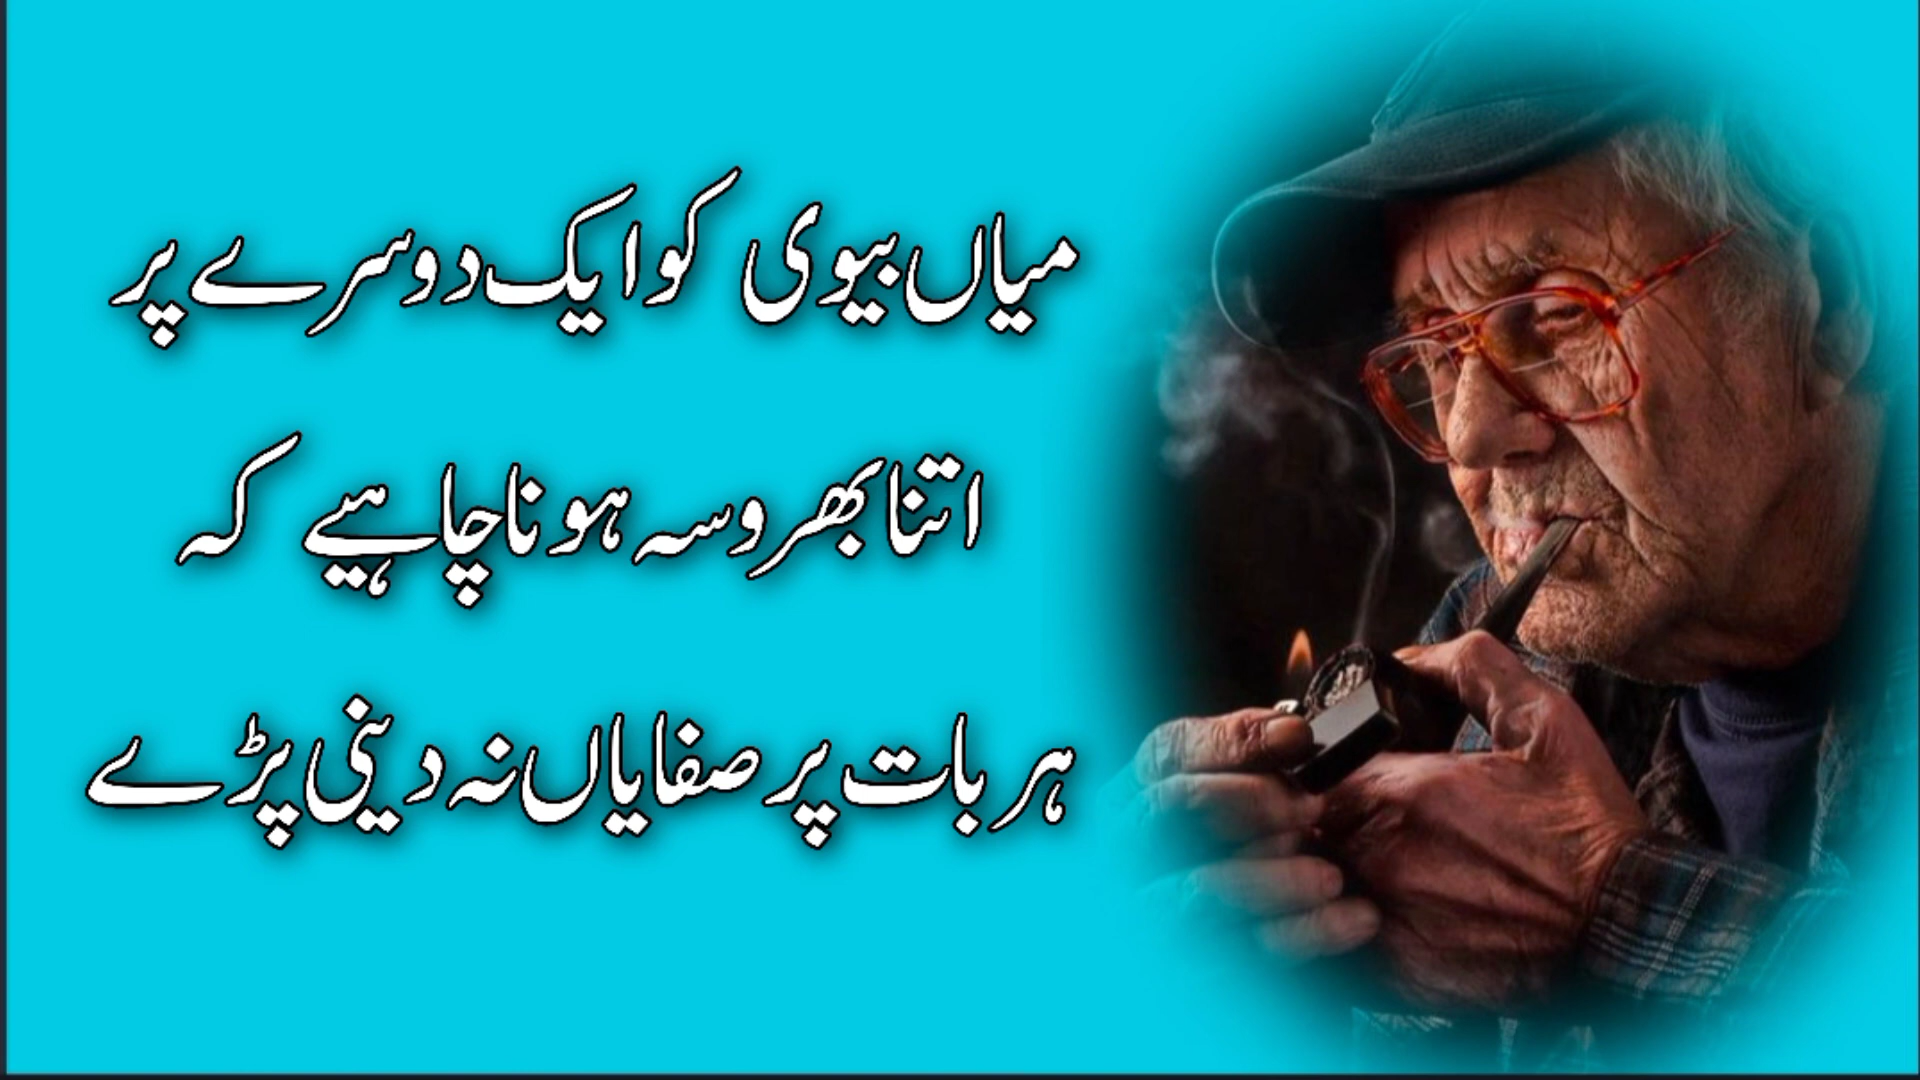 میاں بیوی کو ایک دوسرے پر
اتنا بھروسہ ہونا چاہیے کہ
ہر بات پر صفایاں نہ دینی پڑے